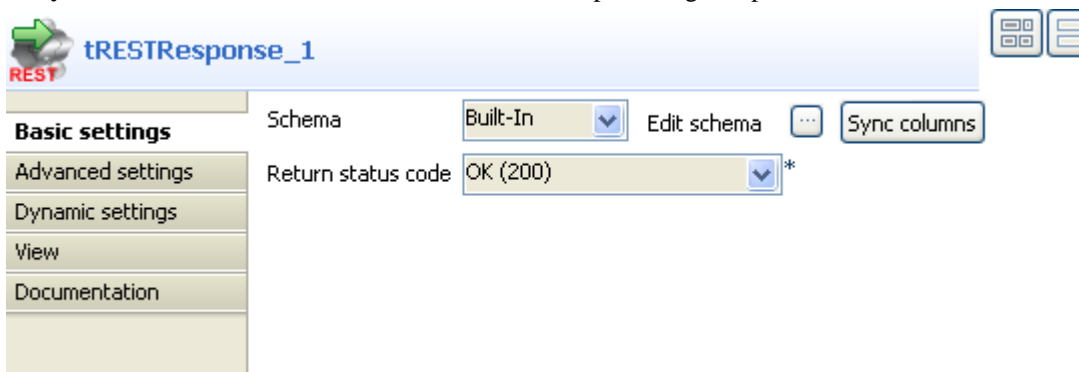 tRESTResponse_1
REST
Basic settings
Schema Built-In Edit schema ... Sync columns
Advanced settings
Return status code OK (200) *
Dynamic settings
View
Documentation